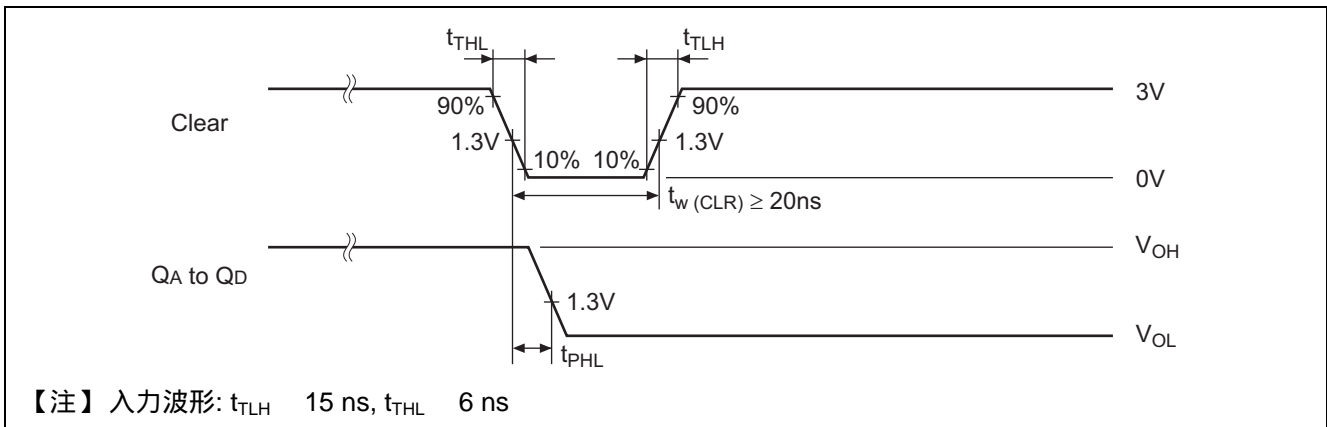 tTHL tTLH
Clear 90% 90% 3V
1.3V 1.3V
10% 10% 0V
tw (CLR) ≥ 20ns
QA to QD VOH
1.3V
tPHL VOL
【注】入力波形: tTLH 15 ns, tTHL 6 ns